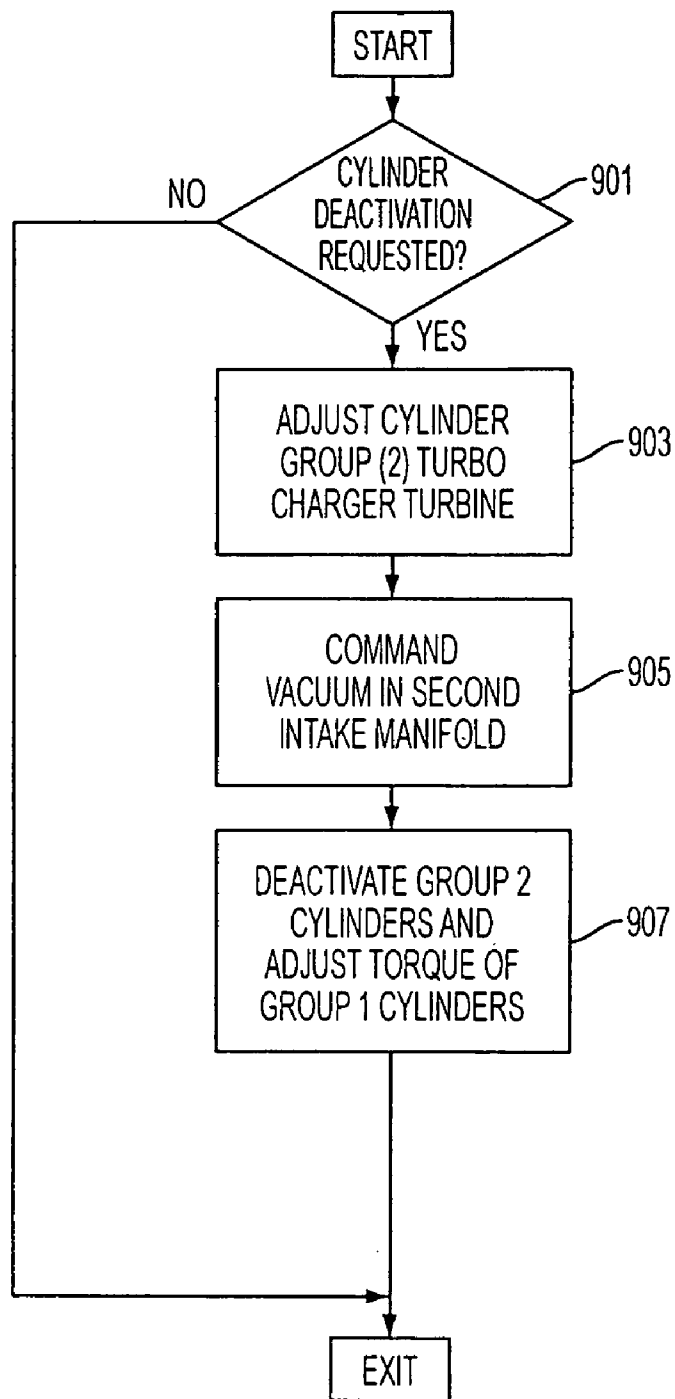 START
CYLINDER
DEACTIVATION
REQUESTED?
901
NO
YES
ADJUST CYLINDER
GROUP (2) TURBO
CHARGER TURBINE
903
COMMAND
VACUUM IN SECOND
INTAKE MANIFOLD
905
DEACTIVATE GROUP 2
CYLINDERS AND
ADJUST TORQUE OF
GROUP 1 CYLINDERS
907
EXIT